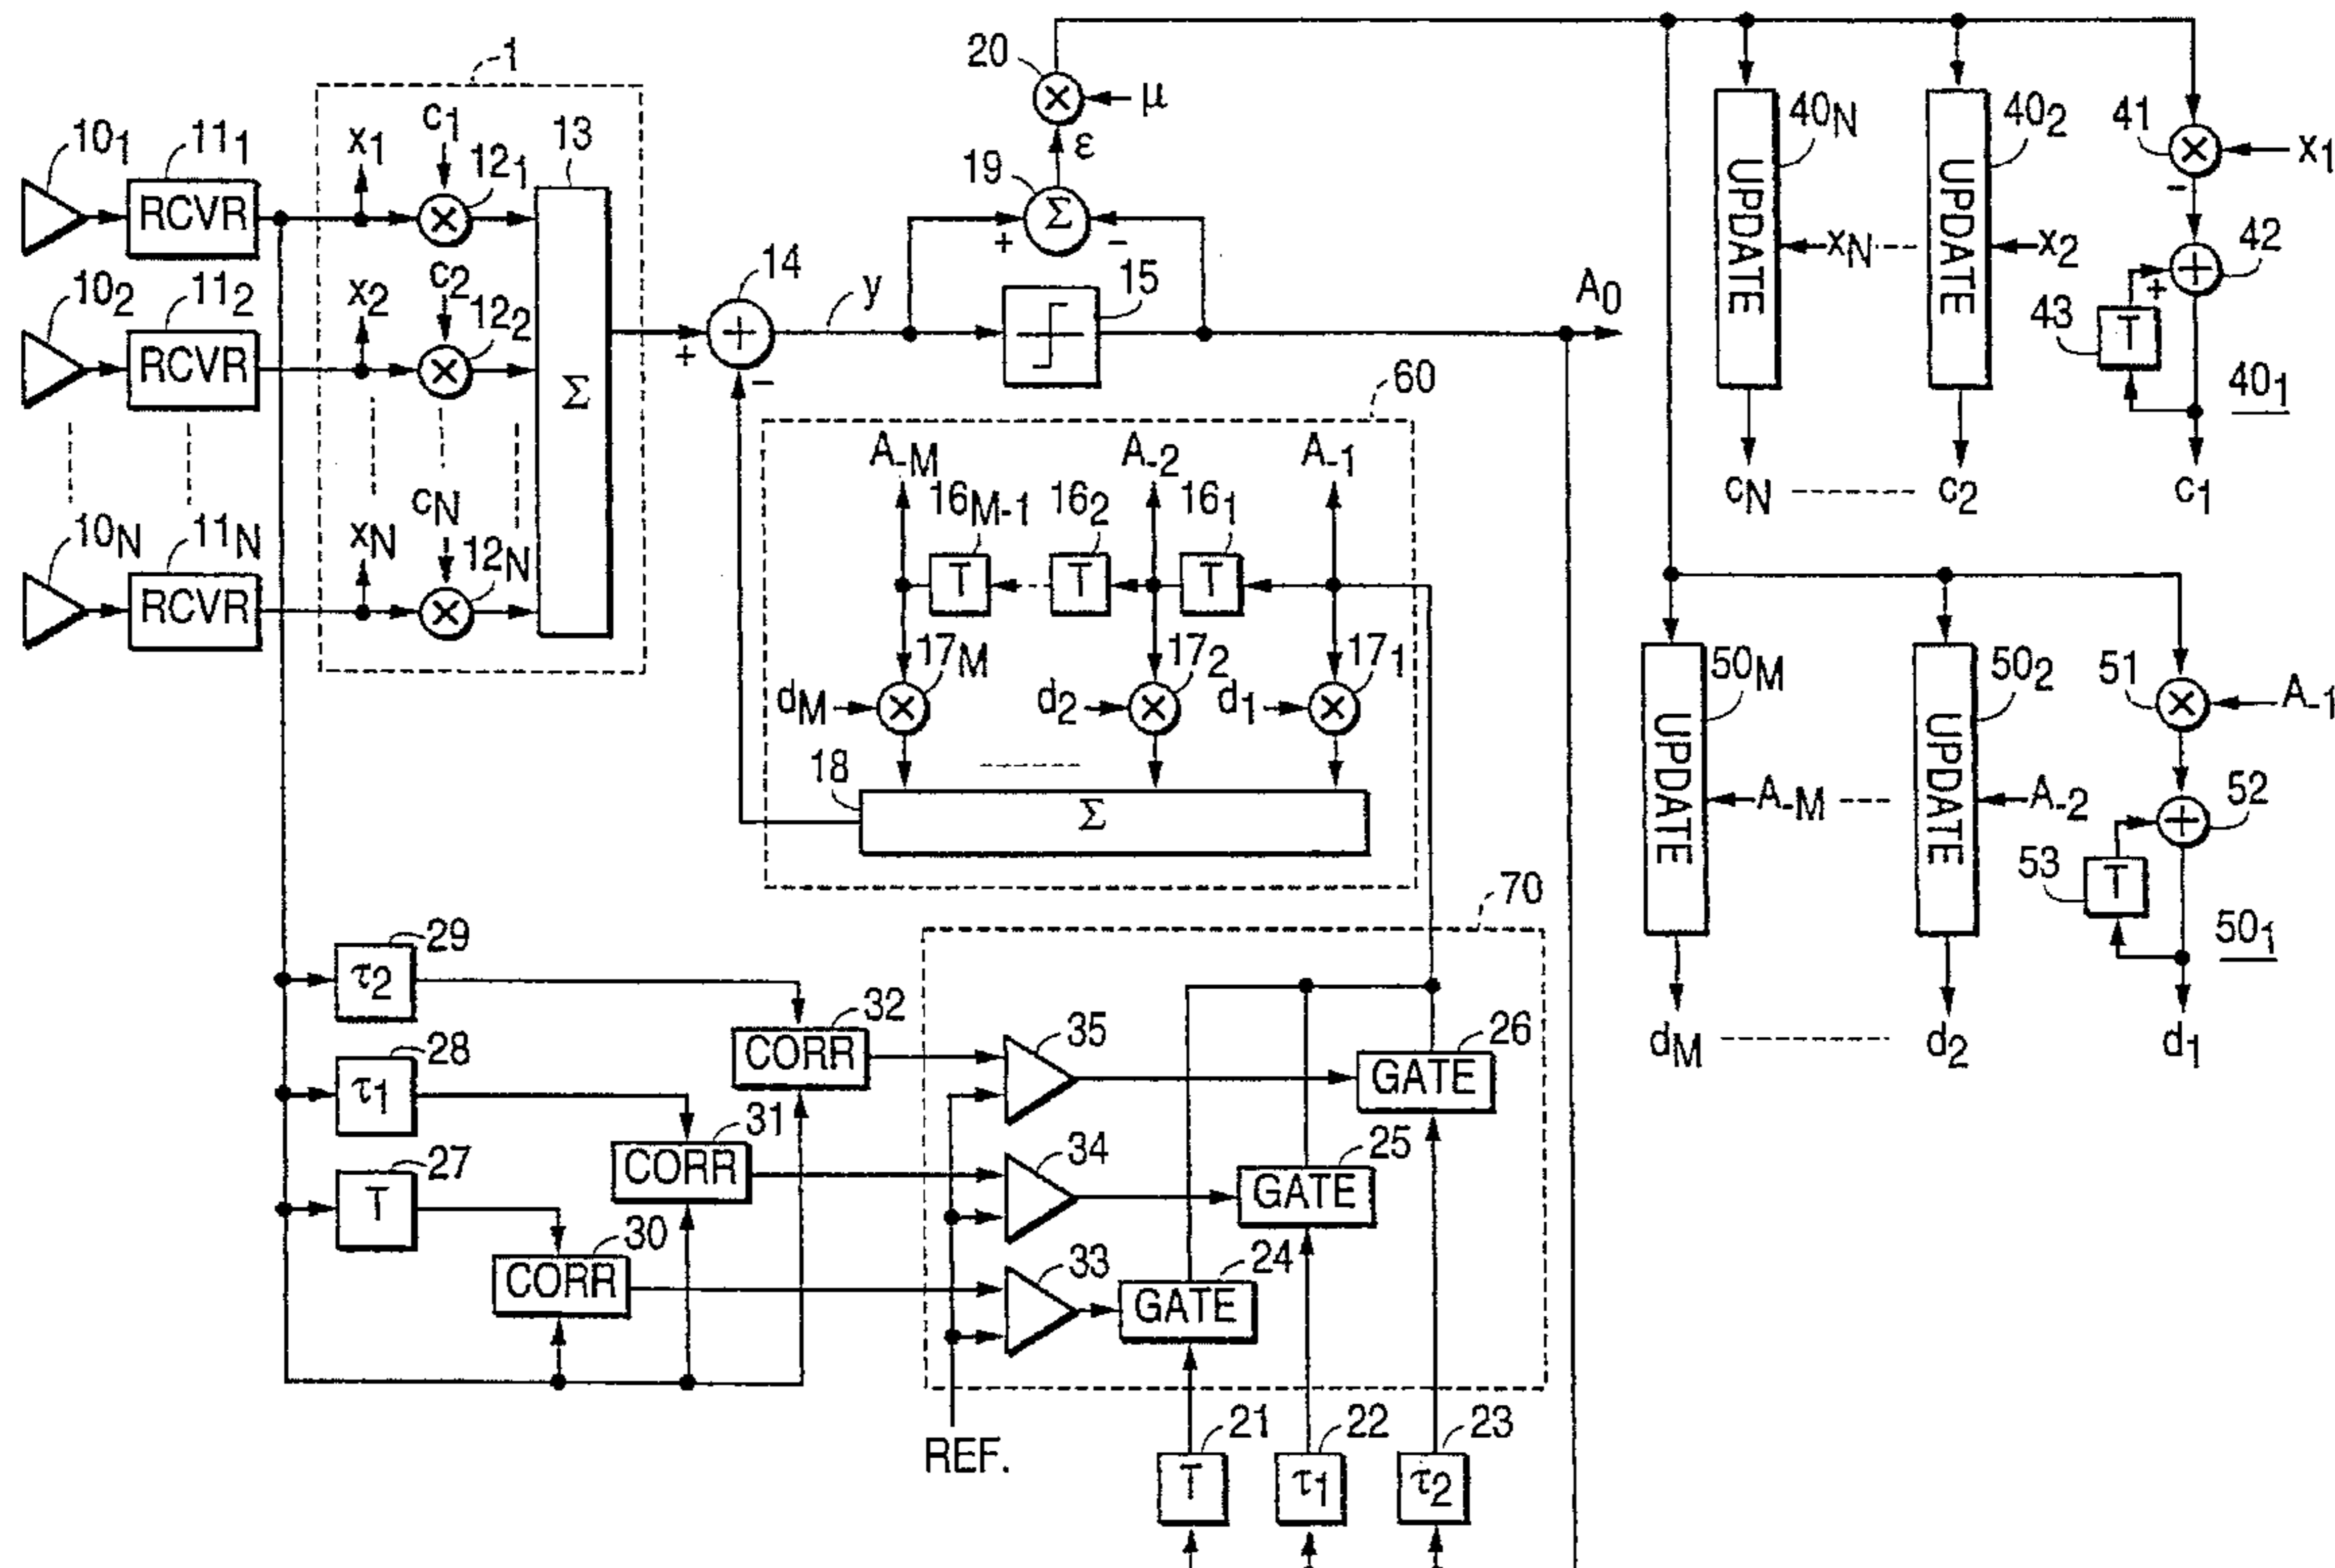 1
20
μ
ε
19
Σ
+ -
10₁
11₁
RCVR
x₁
c₁
12₁
13
10₂
11₂
RCVR
x₂
c₂
12₂
Σ
10N
11N
RCVR
xN
cN
12N
14
+
-
y
15
A₀
40N
UPDATE
xN
cN
40₂
UPDATE
x₂
c₂
41
x₁
-
42
+
43
T
40₁
c₁
60
A-M
A-2
A-1
16M-1
16₂
16₁
T
T
T
17M
17₂
17₁
dM
d₂
d₁
18
Σ
50M
UPDATE
A-M
dM
50₂
UPDATE
A-2
d₂
51
A-1
52
53
T
50₁
d₁
70
29
τ₂
28
τ₁
27
T
32
CORR
31
CORR
30
CORR
35
34
33
26
GATE
25
GATE
24
GATE
REF.
21
T
22
τ₁
23
τ₂